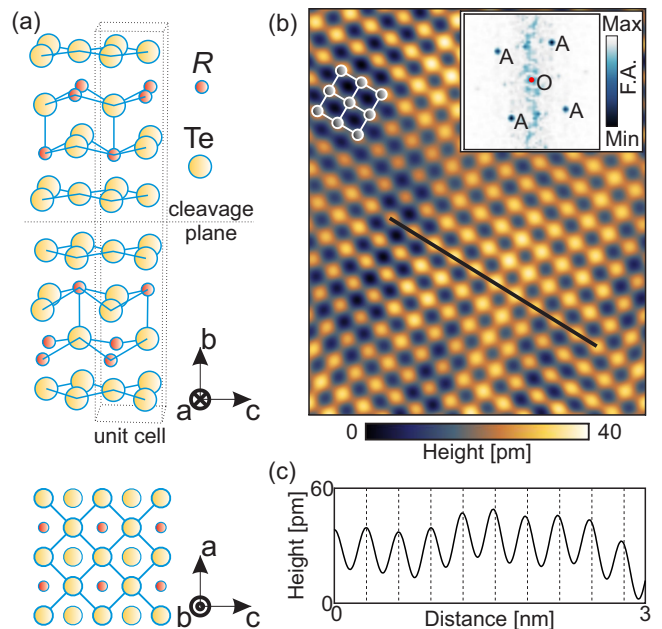 (a)
R
Te
cleavage
plane
b
a
c
unit cell
a
b
c
(b)
A
A
O
A
A
Max
F.A.
Min
0
40
Height [pm]
(c)
60
Height [pm]
0
0
Distance [nm]
3